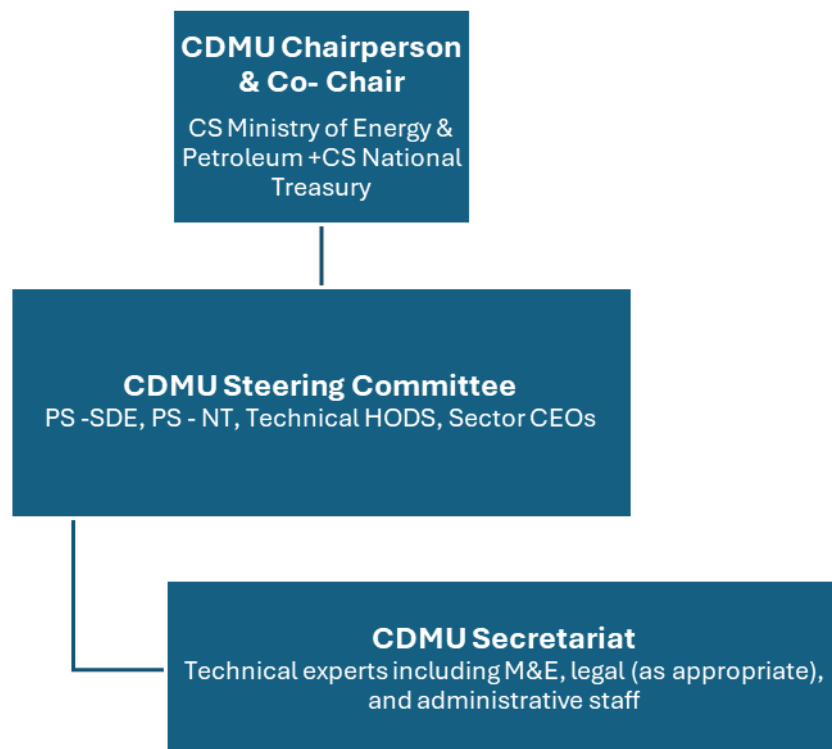 CDMU Chairperson
& Co- Chair
CS Ministry of Energy &
Petroleum +CS National
Treasury
CDMU Steering Committee
PS -SDE, PS - NT, Technical HODS, Sector CEOs
CDMU Secretariat
Technical experts including M&E, legal (as appropriate),
and administrative staff